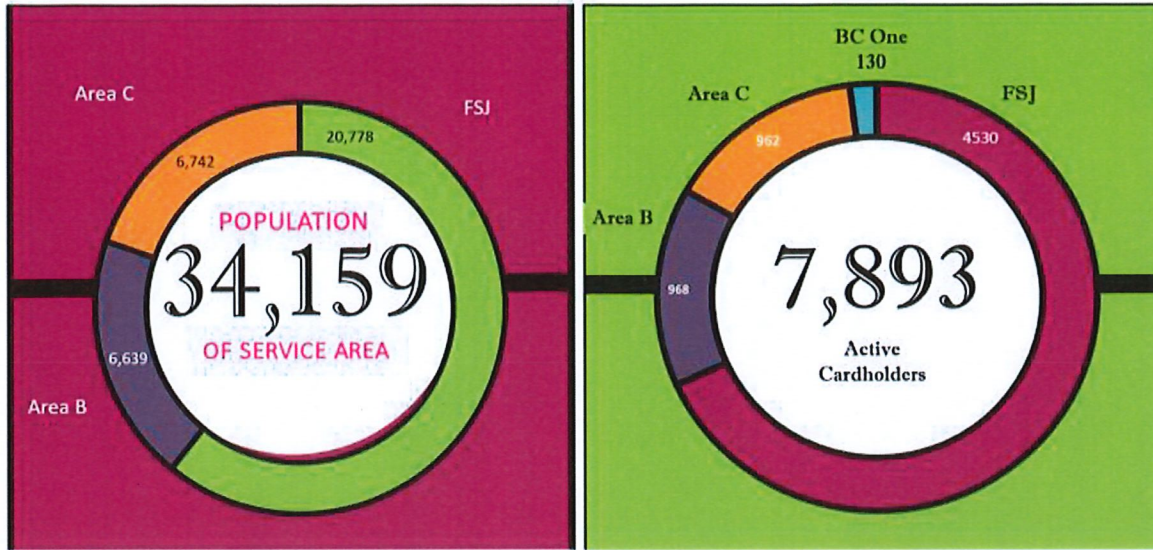 Area C
FSJ
20,778
6,742
POPULATION
34,159
OF SERVICE AREA
6,639
Area B
BC One
130
Area C
FSJ
962
4530
Area B
968
7,893
Active
Cardholders